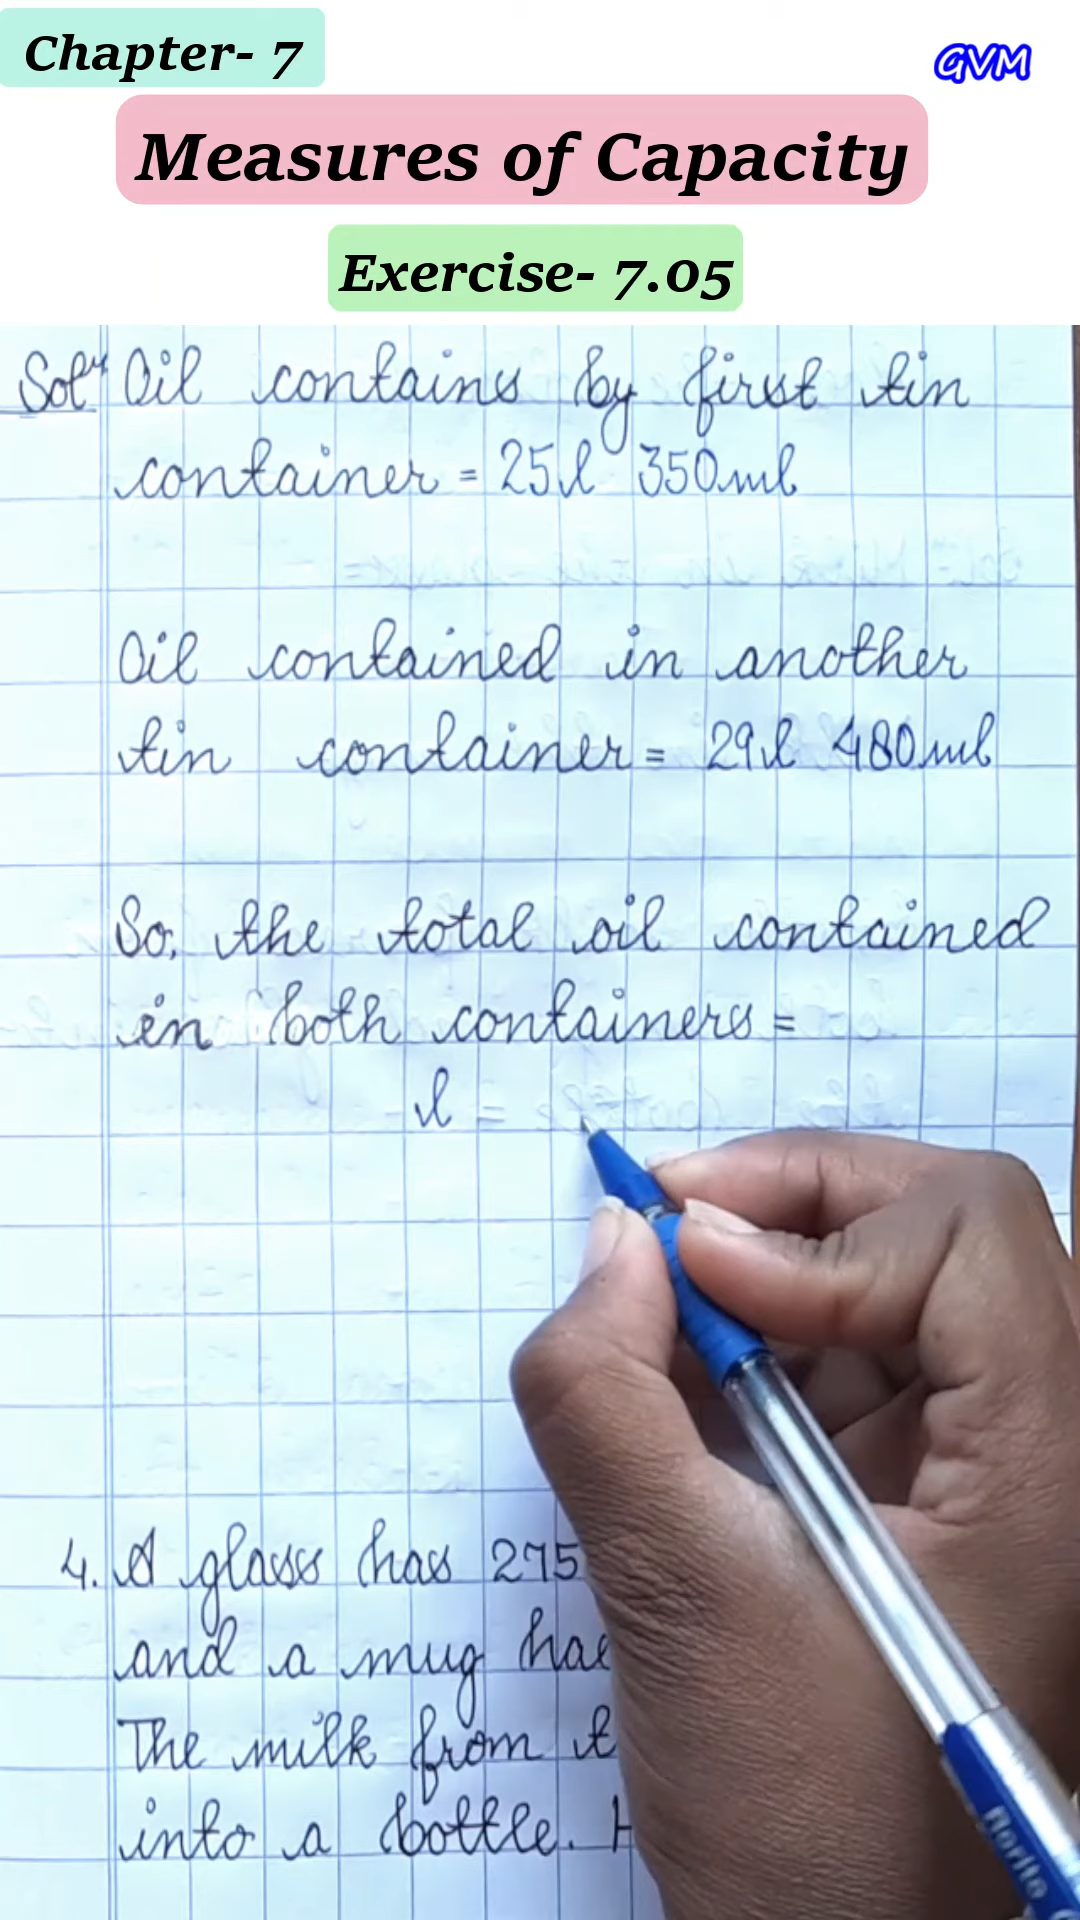 Chapter- 7
GVM
Measures of Capacity
Exercise- 7.05
Solⁿ Oil contains by first tin
container = 25l 350ml
Oil contained in another
tin container = 29l 480ml
So, the total oil contained
in both containers =
l
4. A glass has 275
and a mug has
The milk from t
into a bottle. H
Florite